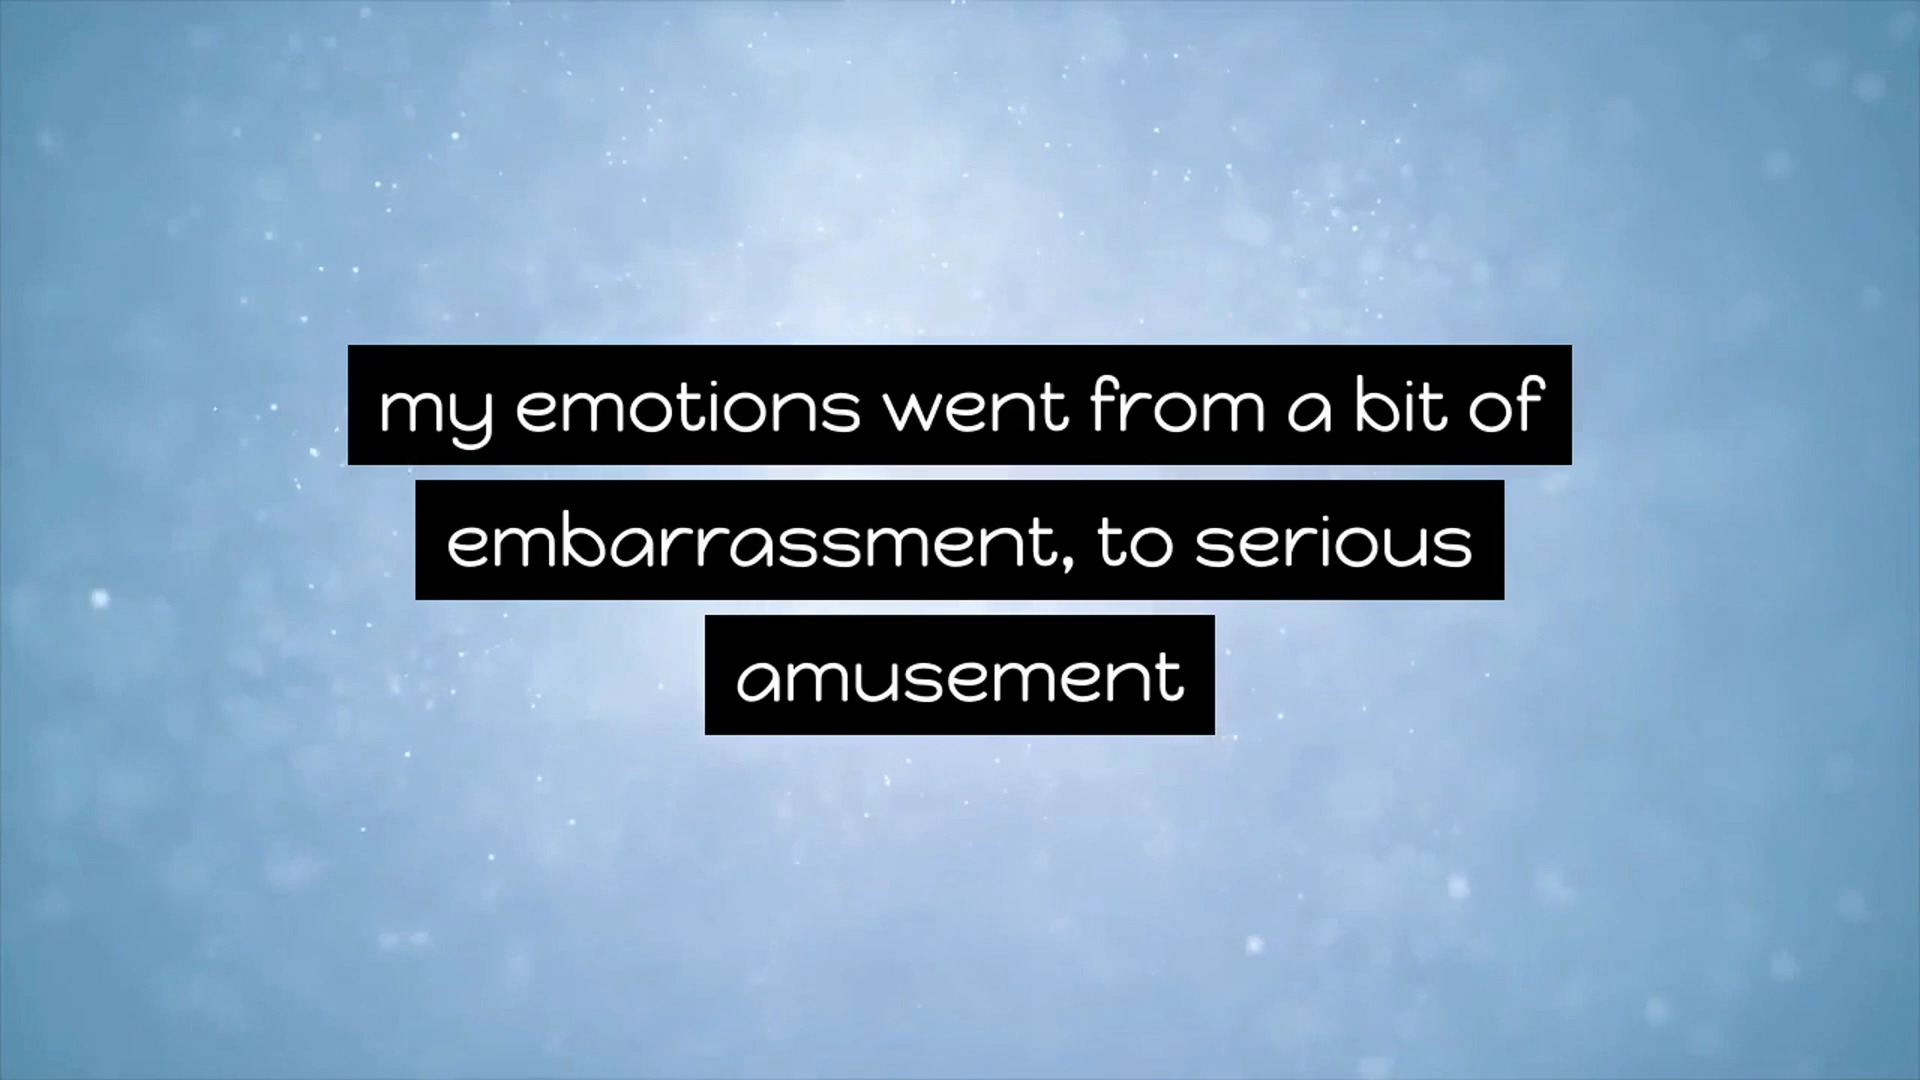 my emotions went from a bit of
embarrassment, to serious
amusement